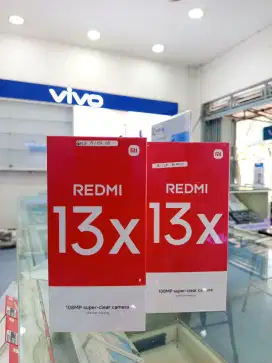 vivo
REDMI
13x
108MP super-clear camera
REDMI
13x
108MP super-clear camera